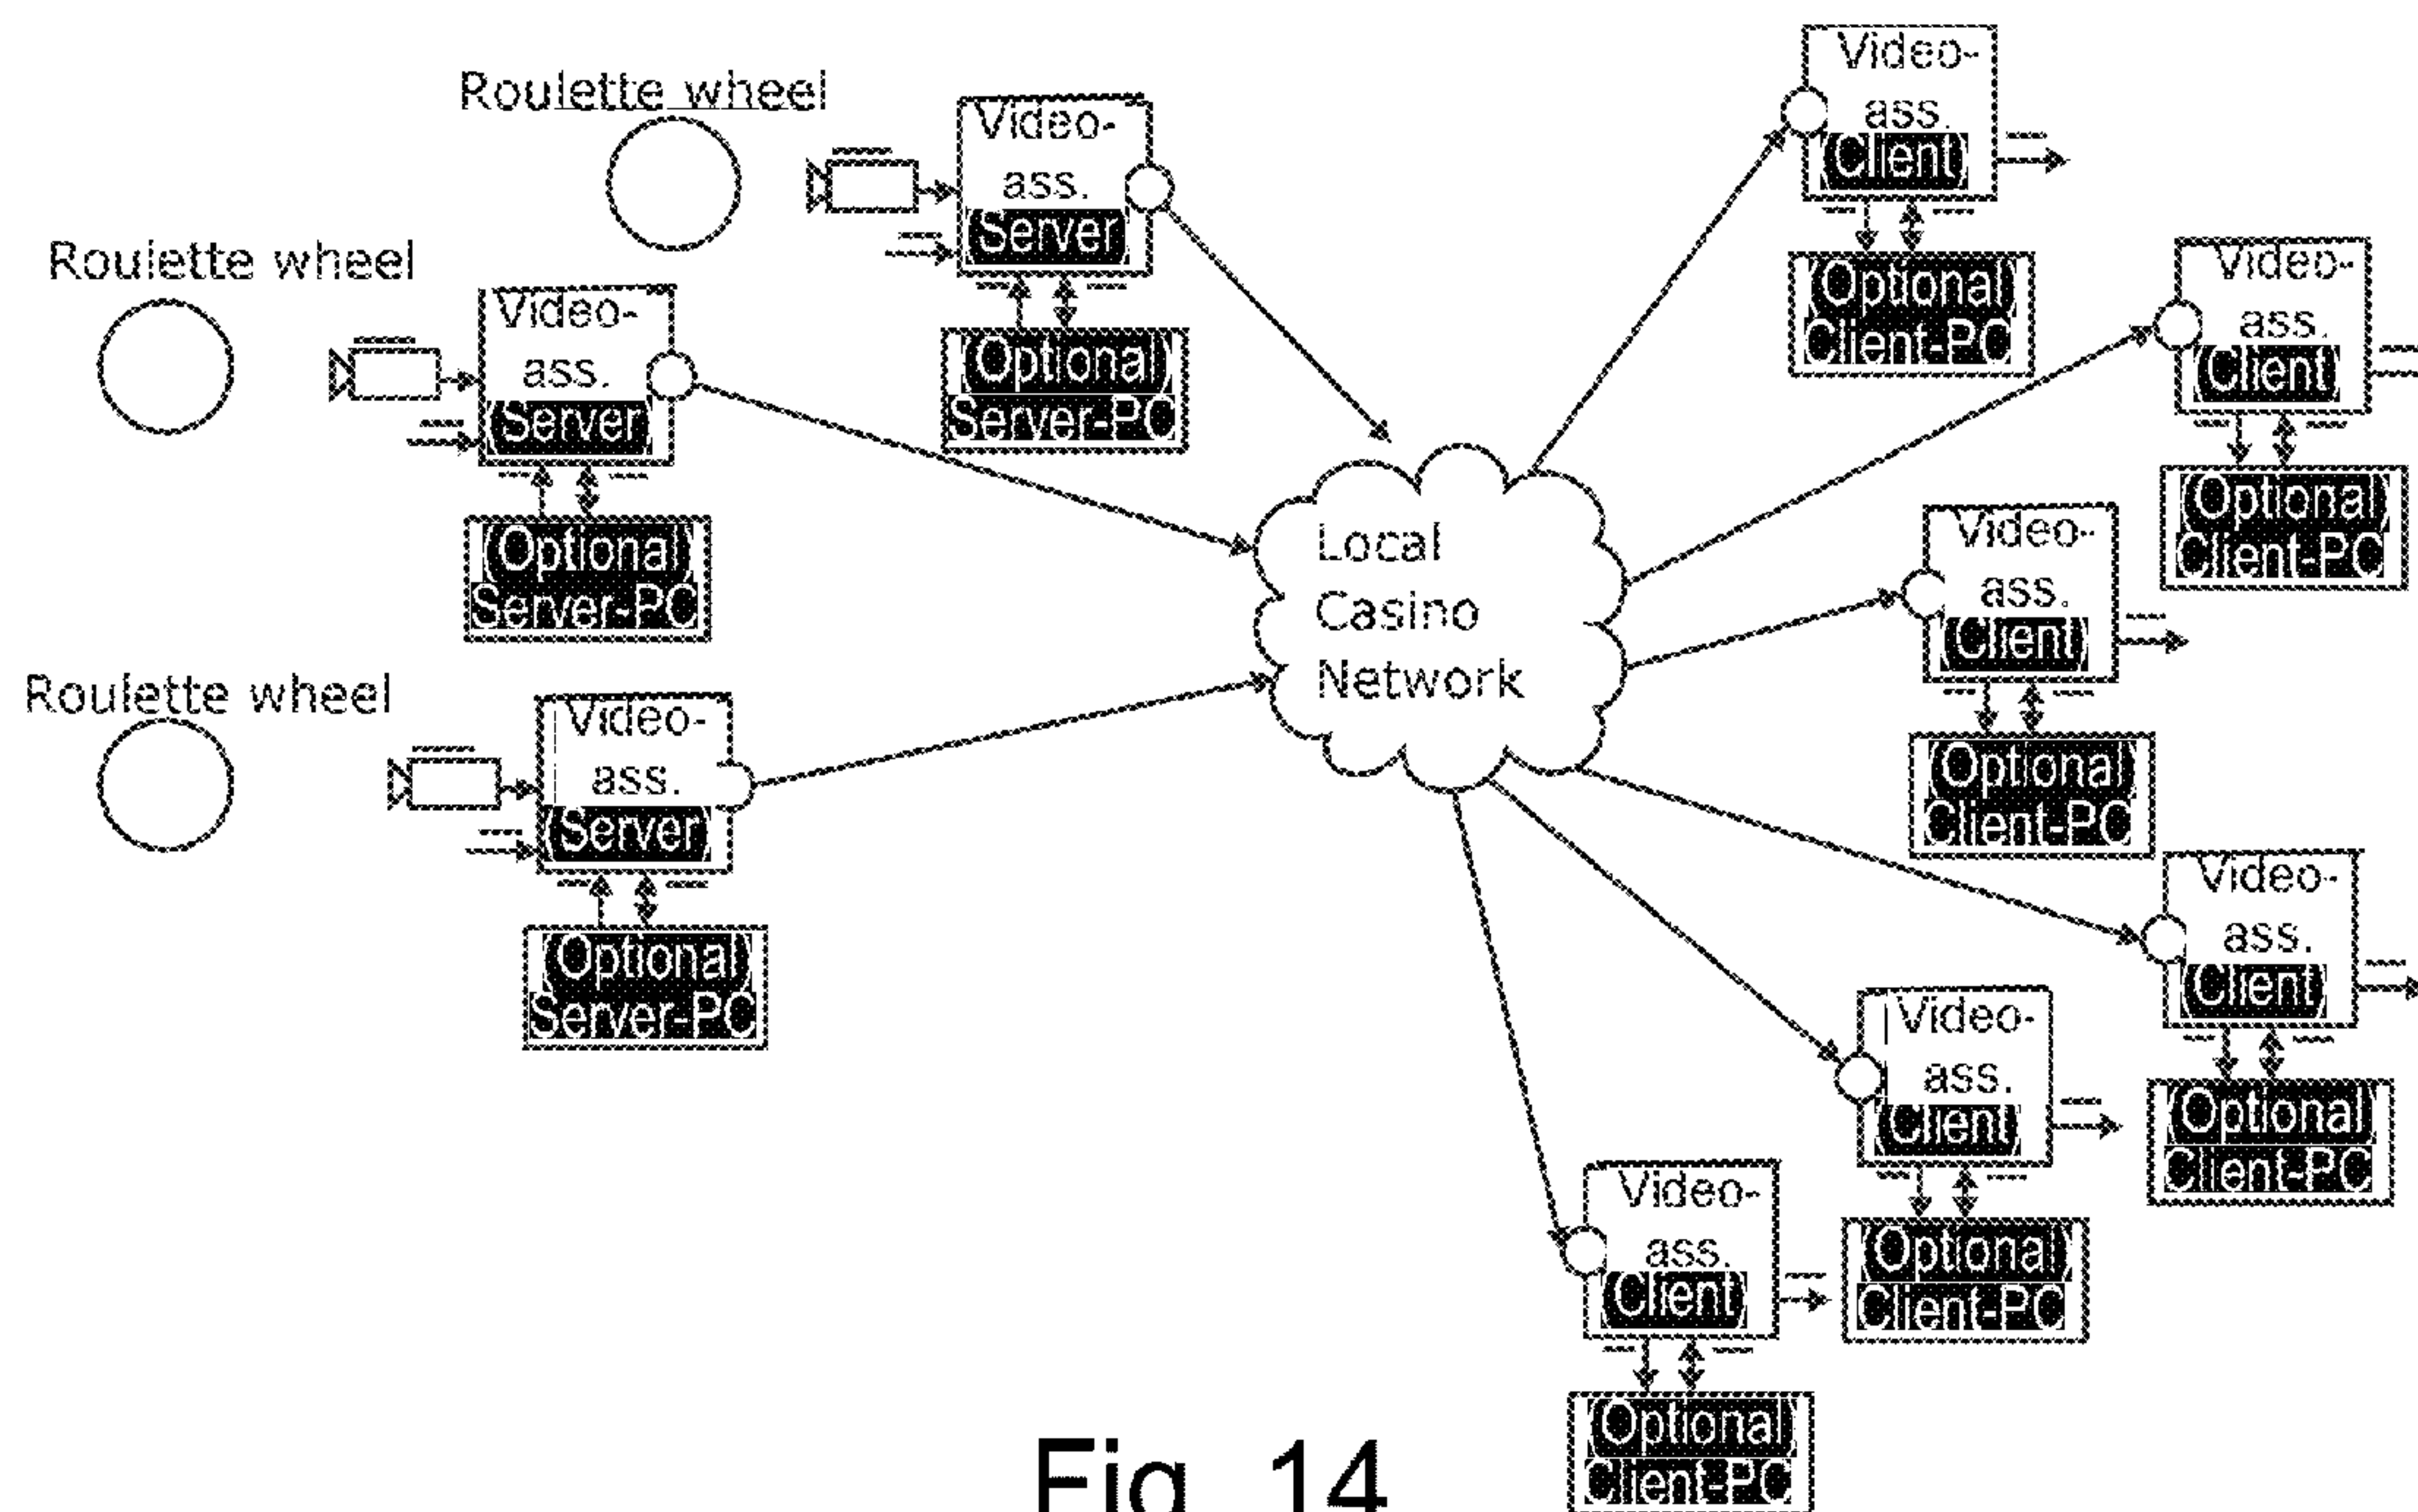 Roulette wheel
Video-
ass.
Server
Optional
Server-PC
Roulette wheel
Video-
ass.
Server
Optional
Server-PC
Roulette wheel
Video-
ass.
Server
Optional
Server-PC
Local
Casino
Network
Video-
ass.
Client
Optional
Client-PC
Video-
ass.
Client
Optional
Client-PC
Video-
ass.
Client
Optional
Client-PC
Video-
ass.
Client
Optional
Client-PC
Video-
ass.
Client
Optional
Client-PC
Video-
ass.
Client
Optional
Client-PC
Fig. 14